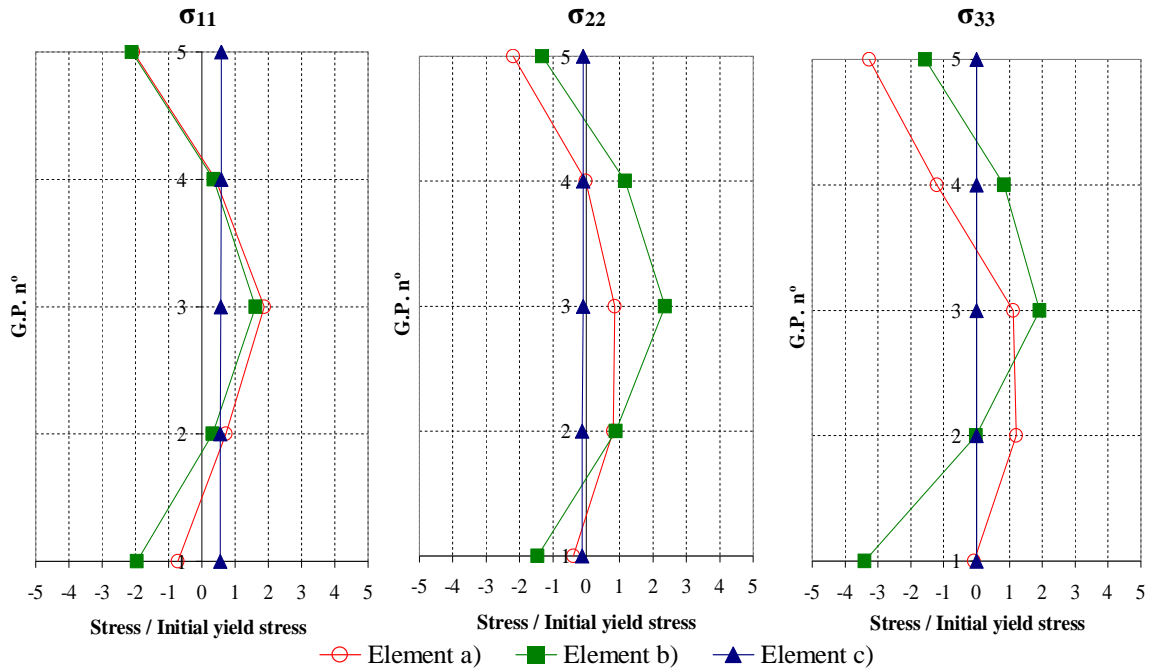 σ11
5
4
3
2
1
-5 -4 -3 -2 -1 0 1 2 3 4 5
G.P. nº
Stress / Initial yield stress
σ22
5
4
3
2
1
-5 -4 -3 -2 -1 0 1 2 3 4 5
G.P. nº
Stress / Initial yield stress
σ33
5
4
3
2
1
-5 -4 -3 -2 -1 0 1 2 3 4 5
G.P. nº
Stress / Initial yield stress
Element a) Element b) Element c)